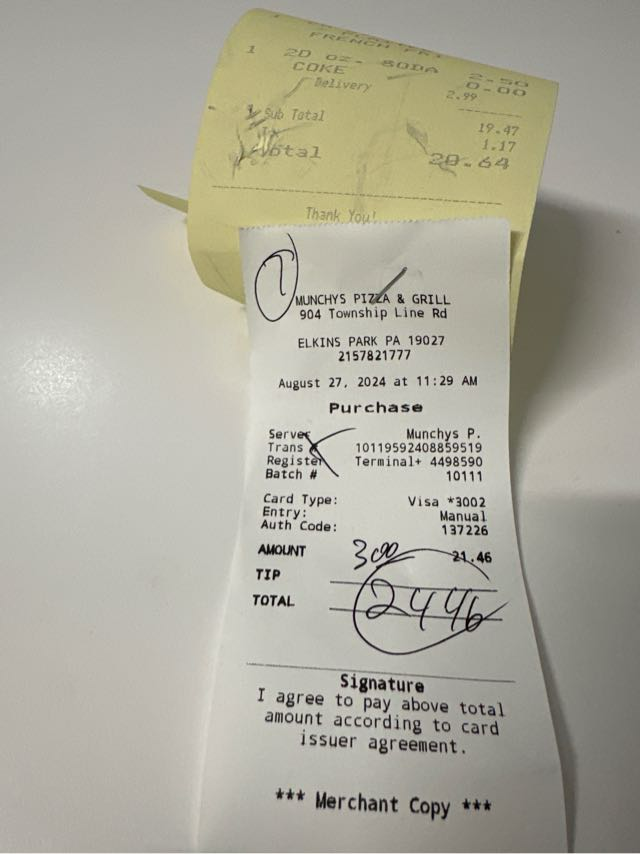 FRENCH FRI
1 20 oz. SODA 2.50
COKE 0.00
Delivery 2.99
Sub Total 19.47
Tax 1.17
Total 20.64
Thank You!
7
MUNCHYS PIZZA & GRILL
904 Township Line Rd
ELKINS PARK PA 19027
2157821777
August 27, 2024 at 11:29 AM
Purchase
Server Munchys P.
Trans # 10119592408859519
Register Terminal+ 4498590
Batch # 10111
Card Type: Visa *3002
Entry: Manual
Auth Code: 137226
AMOUNT 21.46
TIP 300
TOTAL 2446
Signature
I agree to pay above total
amount according to card
issuer agreement.
*** Merchant Copy ***